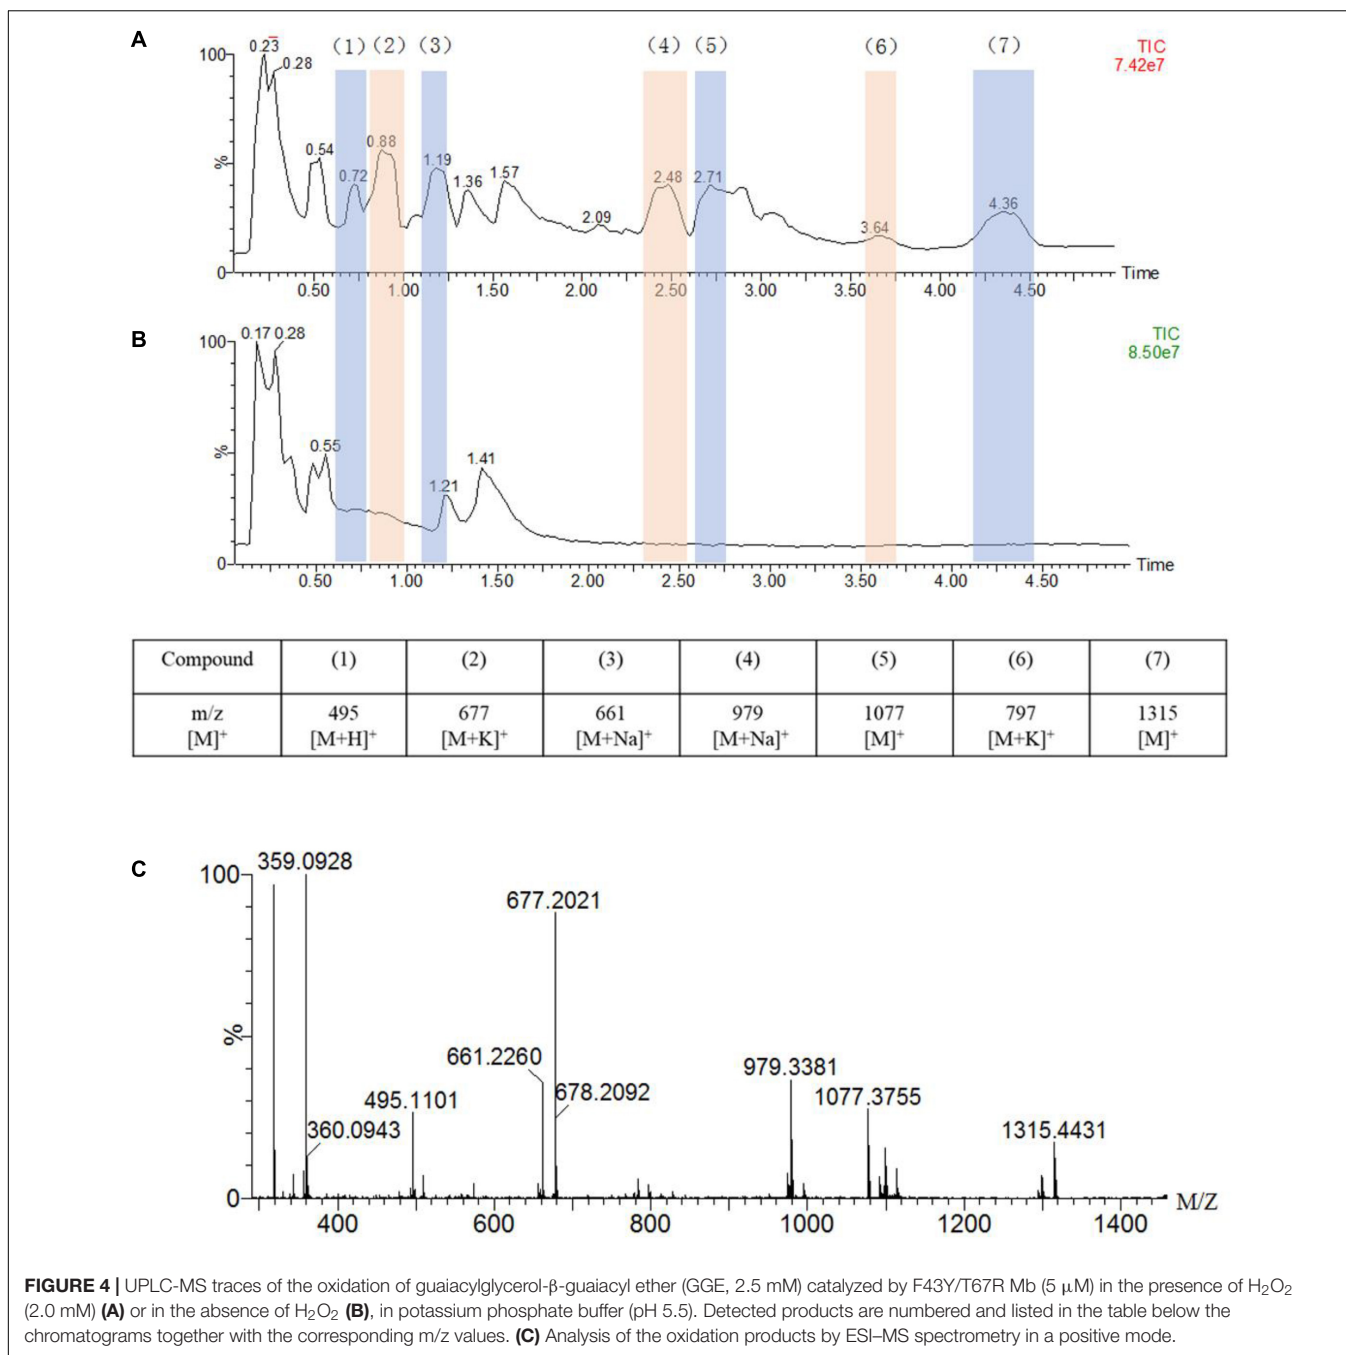 A
(1) (2) (3) (4) (5) (6) (7)
TIC
7.42e7
100
%
0
0.23
0.28
0.54
0.72
0.88
1.19
1.36
1.57
2.09
2.48
2.71
3.64
4.36
0.50 1.00 1.50 2.00 2.50 3.00 3.50 4.00 4.50
Time
B
TIC
8.50e7
100
%
0
0.17 0.28
0.55
1.21
1.41
0.50 1.00 1.50 2.00 2.50 3.00 3.50 4.00 4.50
Time
Compound (1) (2) (3) (4) (5) (6) (7)
m/z 495 677 661 979 1077 797 1315
[M]⁺ [M+H]⁺ [M+K]⁺ [M+Na]⁺ [M+Na]⁺ [M]⁺ [M+K]⁺ [M]⁺
C
100
%
0
359.0928
360.0943
495.1101
661.2260
677.2021
678.2092
979.3381
1077.3755
1315.4431
400 600 800 1000 1200 1400
M/Z
FIGURE 4 | UPLC-MS traces of the oxidation of guaiacylglycerol-β-guaiacyl ether (GGE, 2.5 mM) catalyzed by F43Y/T67R Mb (5 μM) in the presence of H₂O₂
(2.0 mM) (A) or in the absence of H₂O₂ (B), in potassium phosphate buffer (pH 5.5). Detected products are numbered and listed in the table below the
chromatograms together with the corresponding m/z values. (C) Analysis of the oxidation products by ESI–MS spectrometry in a positive mode.